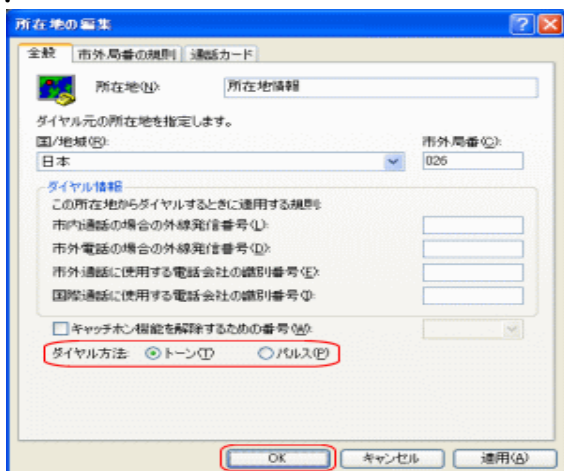 所在地の編集
全般 市外局番の規則 通話カード
所在地(N): 所在地情報
ダイヤル元の所在地を指定します。
国/地域(R): 市外局番(C):
日本 026
ダイヤル情報
この所在地からダイヤルするときに適用する規則:
市内通話の場合の外線発信番号(L):
市外電話の場合の外線発信番号(D):
市外通話に使用する電話会社の識別番号(E):
国際通話に使用する電話会社の識別番号(I):
キャッチホン機能を解除するための番号(W):
ダイヤル方法: トーン(T) パルス(P)
OK キャンセル 適用(A)